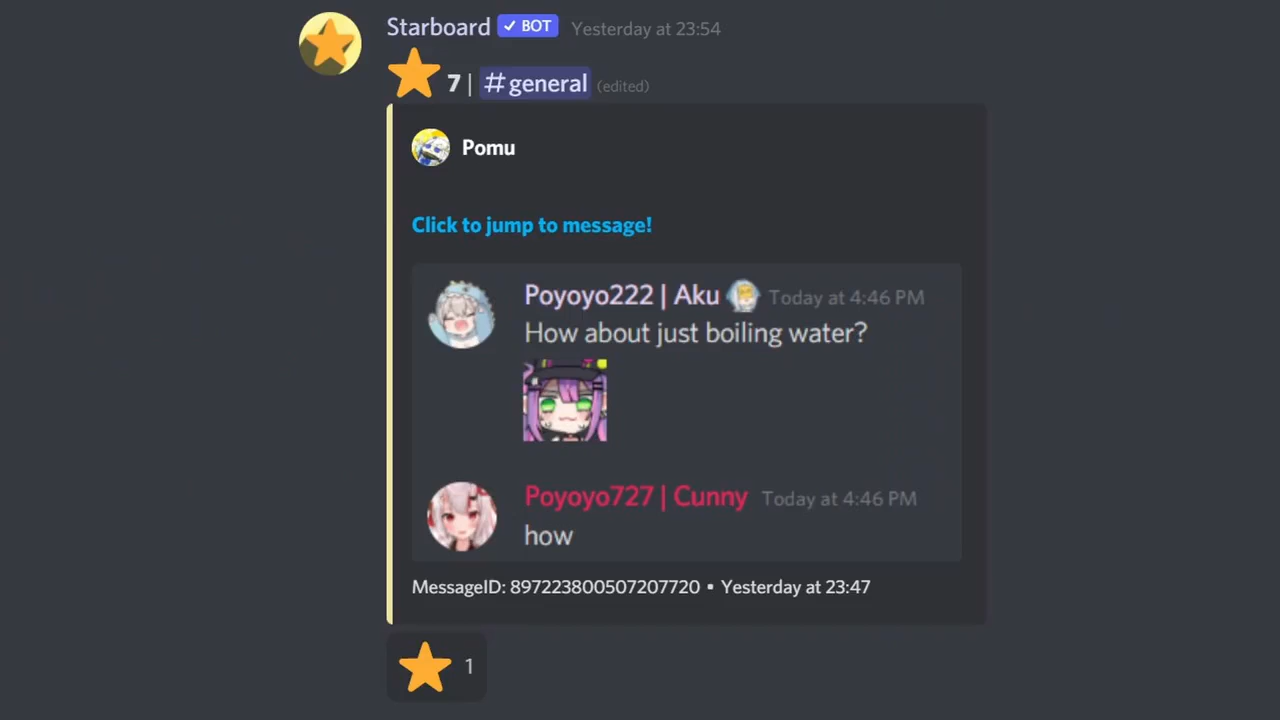 Starboard ✓ BOT Yesterday at 23:54
7 | #general (edited)
Pomu
Click to jump to message!
Poyoyo222 | Aku Today at 4:46 PM
How about just boiling water?
Poyoyo727 | Cunny Today at 4:46 PM
how
MessageID: 897223800507207720 • Yesterday at 23:47
1